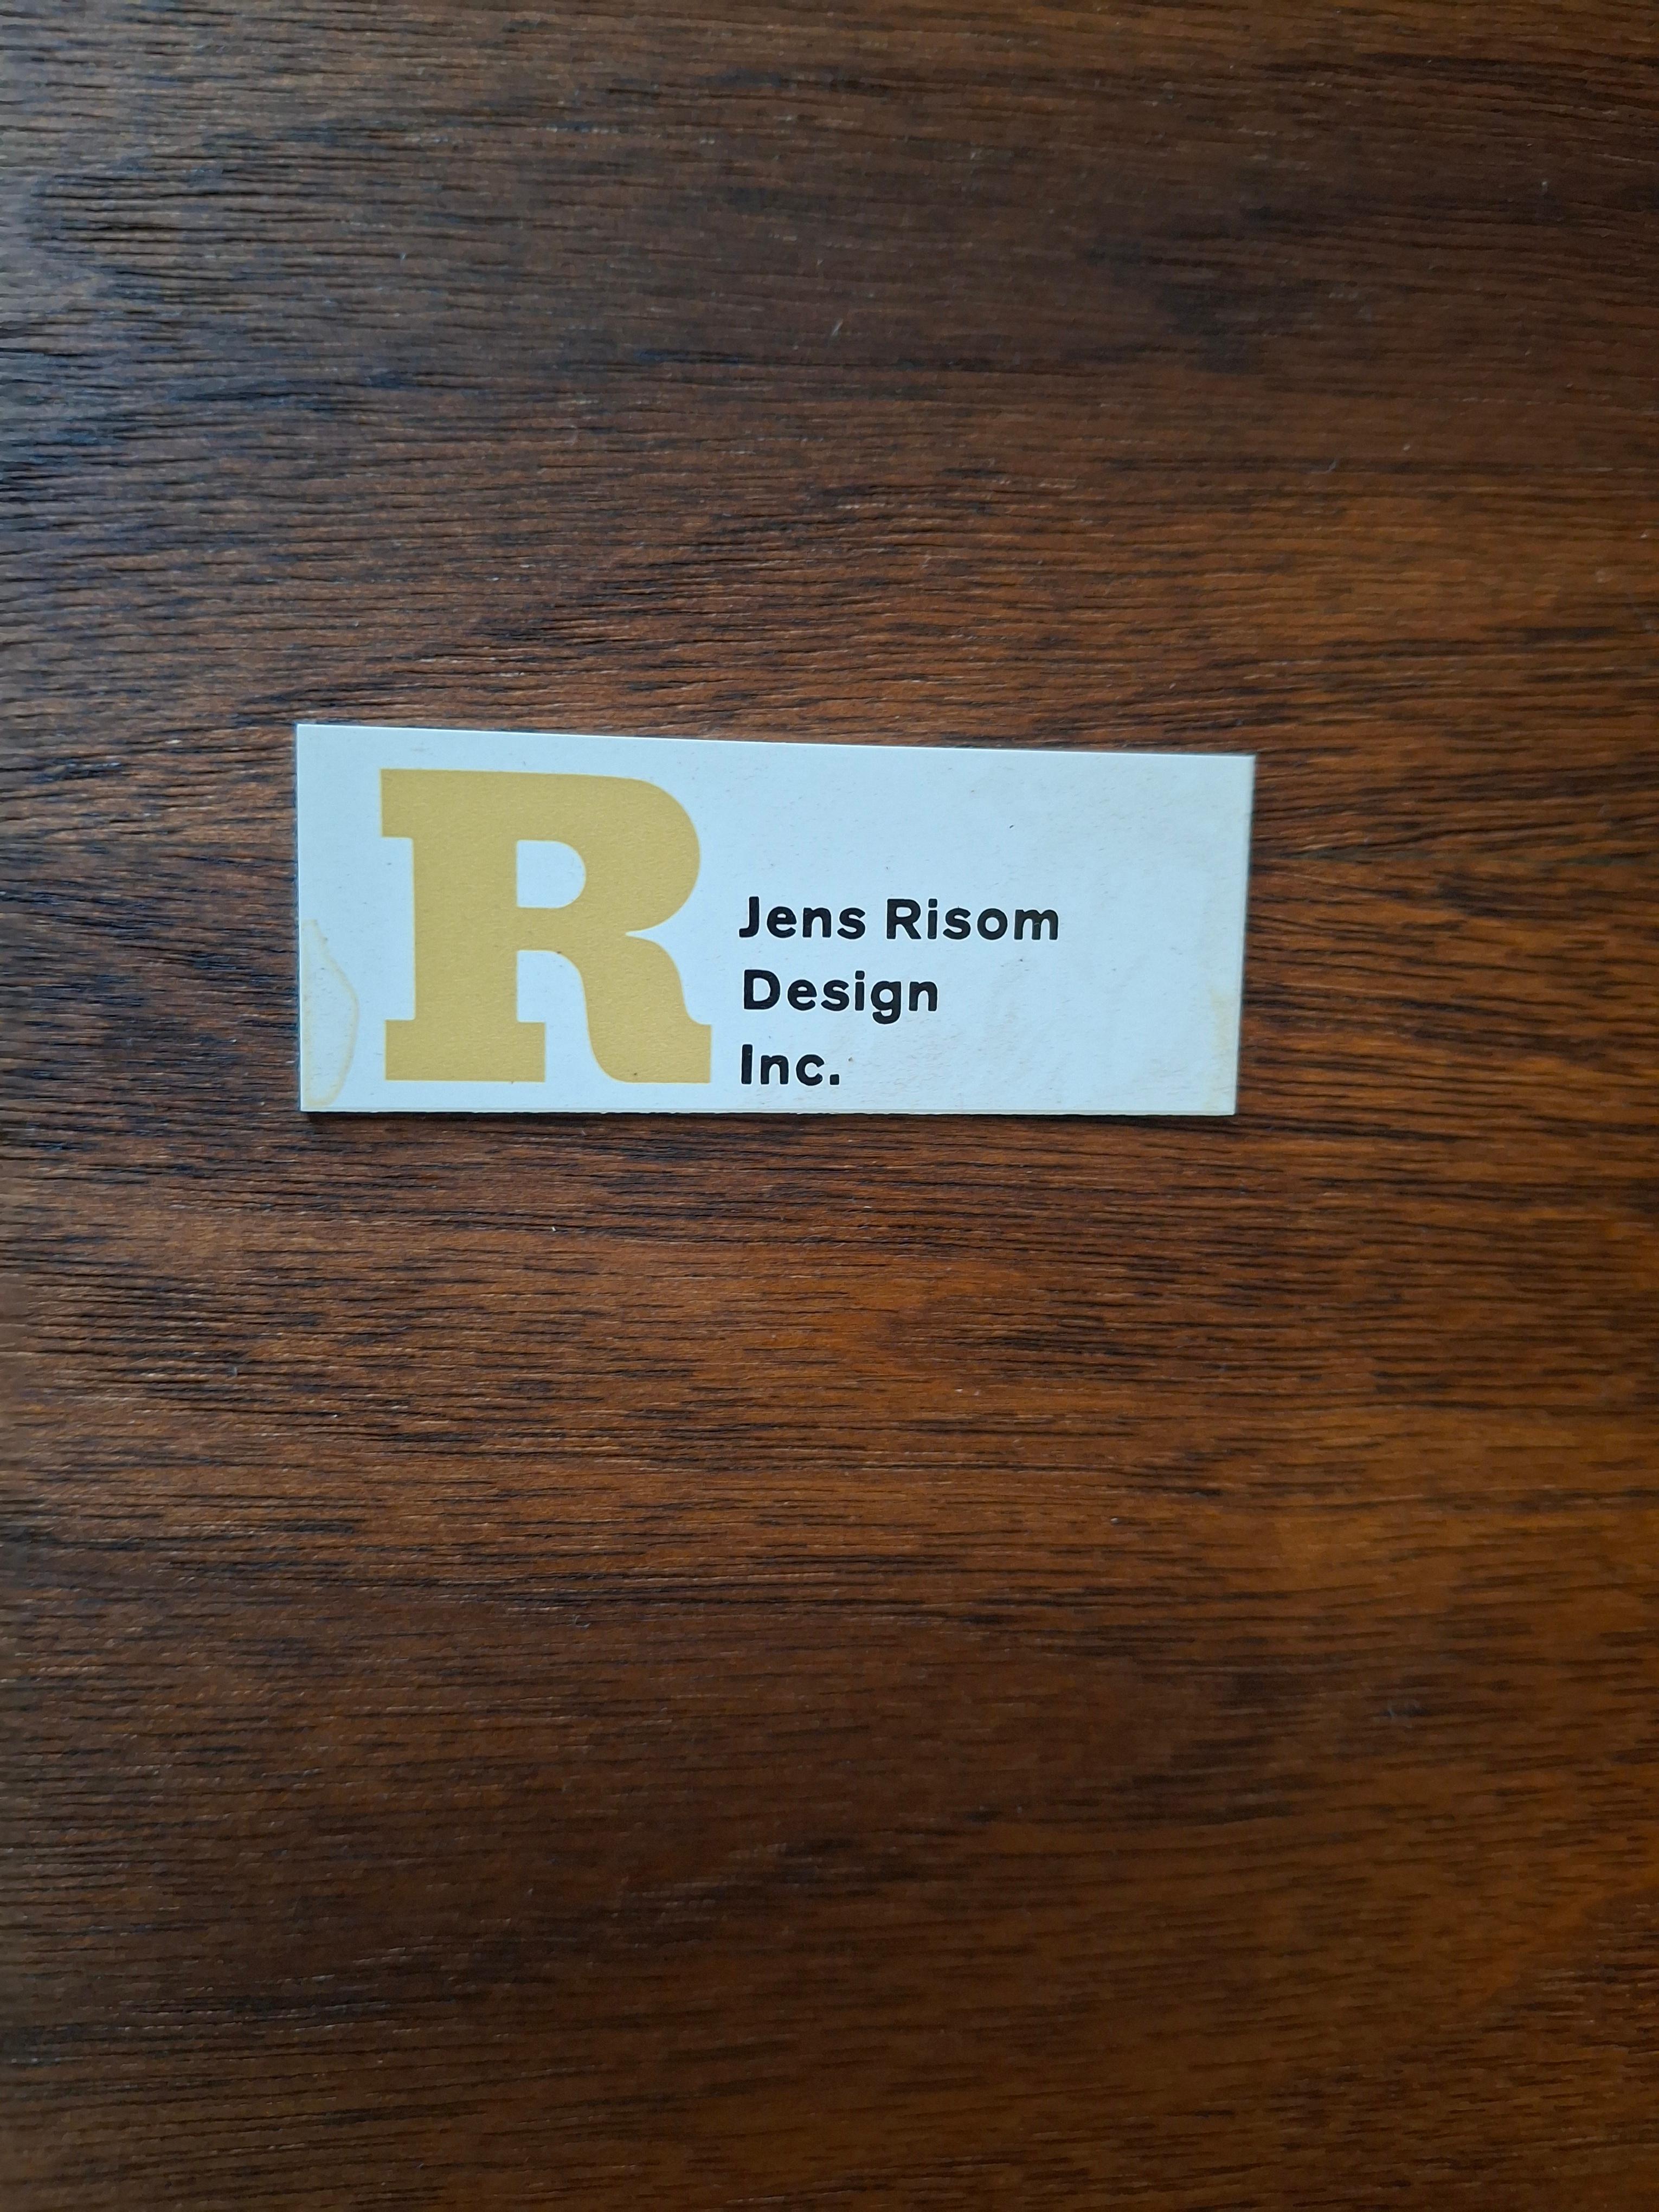 R
Jens Risom
Design
Inc.